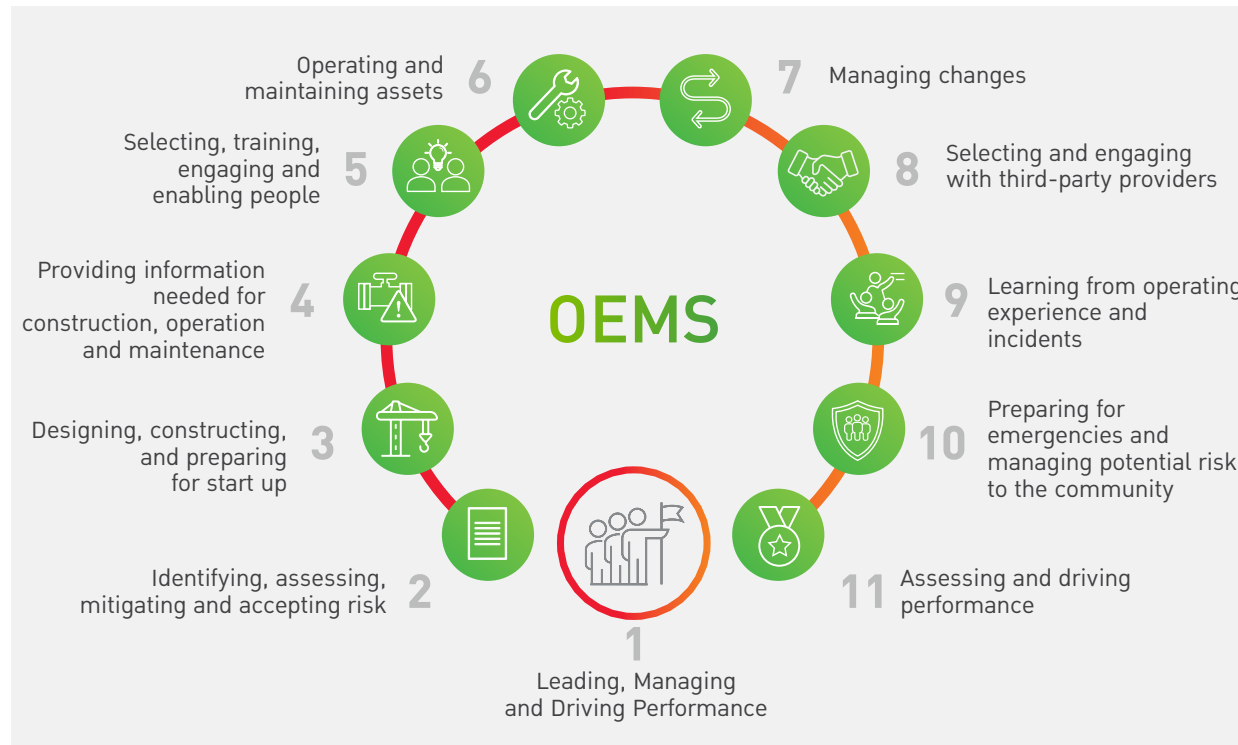 OEMS
1
Leading, Managing
and Driving Performance
2
Identifying, assessing,
mitigating and accepting risk
3
Designing, constructing,
and preparing
for start up
4
Providing information
needed for
construction, operation
and maintenance
5
Selecting, training,
engaging and
enabling people
6
Operating and
maintaining assets
7
Managing changes
8
Selecting and engaging
with third-party providers
9
Learning from operating
experience and
incidents
10
Preparing for
emergencies and
managing potential risk
to the community
11
Assessing and driving
performance